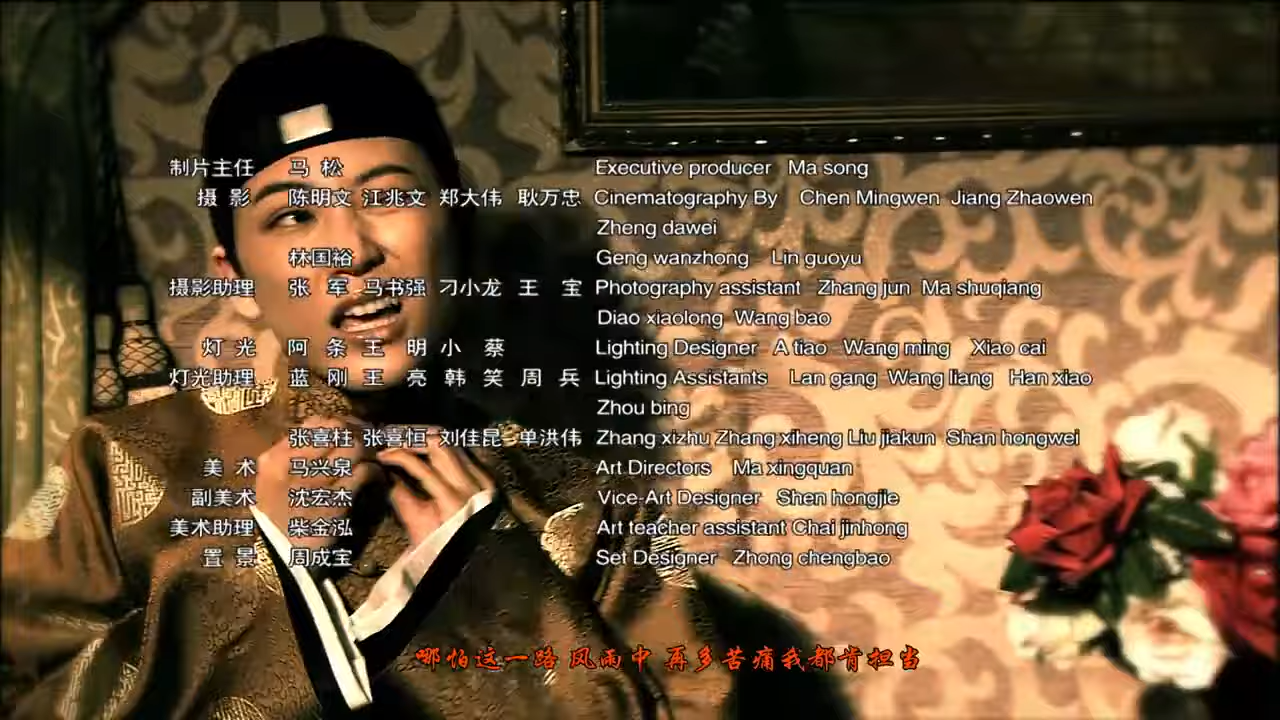 制片主任 马 松 Executive producer Ma song
摄 影 陈明文 江兆文 郑大伟 耿万忠 Cinematography By Chen Mingwen Jiang Zhaowen
Zheng dawei
林国裕 Geng wanzhong Lin guoyu
摄影助理 张 军 马书强 刁小龙 王 宝 Photography assistant Zhang jun Ma shuqiang
Diao xiaolong Wang bao
灯 光 阿 条 王 明 小 蔡 Lighting Designer A tiao Wang ming Xiao cai
灯光助理 蓝 刚 王 亮 韩 笑 周 兵 Lighting Assistants Lan gang Wang liang Han xiao
Zhou bing
张喜柱 张喜恒 刘佳昆 单洪伟 Zhang xizhu Zhang xiheng Liu jiakun Shan hongwei
美 术 马兴泉 Art Directors Ma xingquan
副美术 沈宏杰 Vice-Art Designer Shen hongjie
美术助理 柴金泓 Art teacher assistant Chai jinhong
置 景 周成宝 Set Designer Zhong chengbao
哪怕这一路 风雨中 再多苦痛我都肯担当